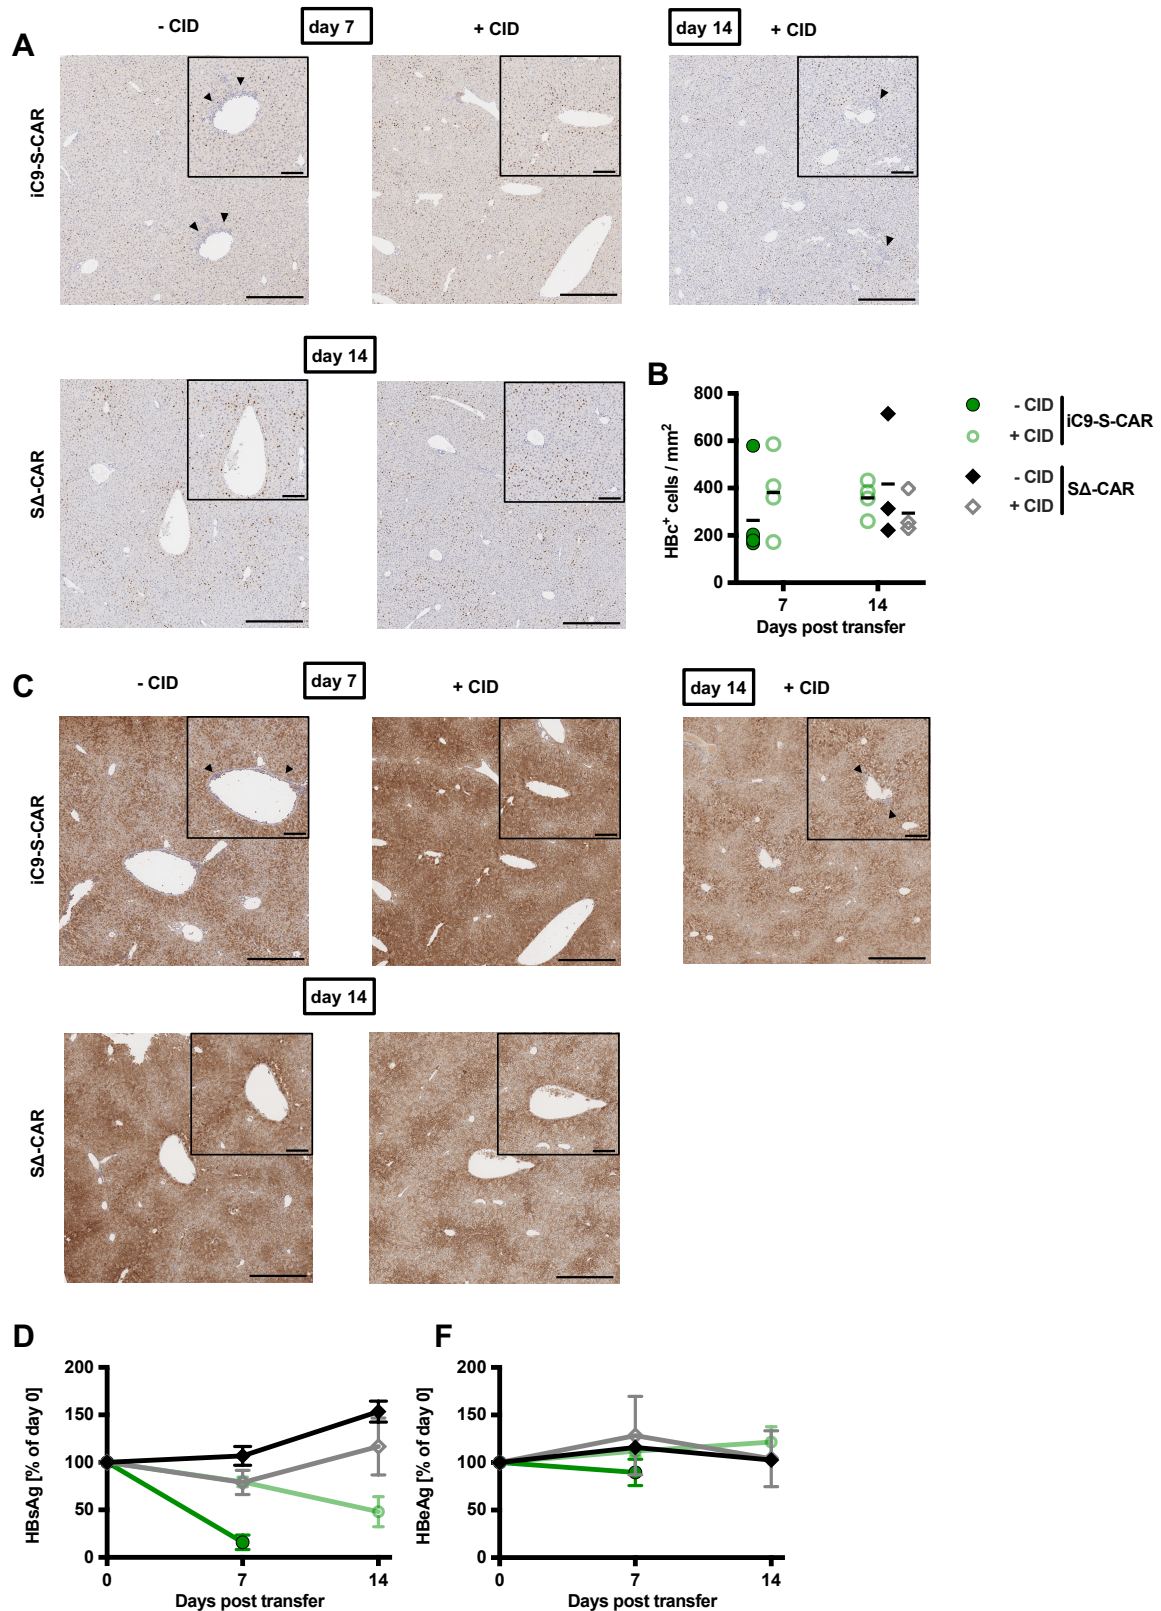 A
- CID
day 7
+ CID
day 14
+ CID
iC9-S-CAR
day 14
SΔ-CAR
B
HBc⁺ cells / mm²
800
600
400
200
0
7
14
Days post transfer
- CID
+ CID
iC9-S-CAR
- CID
+ CID
SΔ-CAR
C
- CID
day 7
+ CID
day 14
+ CID
iC9-S-CAR
day 14
SΔ-CAR
D
HBsAg [% of day 0]
200
150
100
50
0
0
7
14
Days post transfer
F
HBeAg [% of day 0]
200
150
100
50
0
0
7
14
Days post transfer